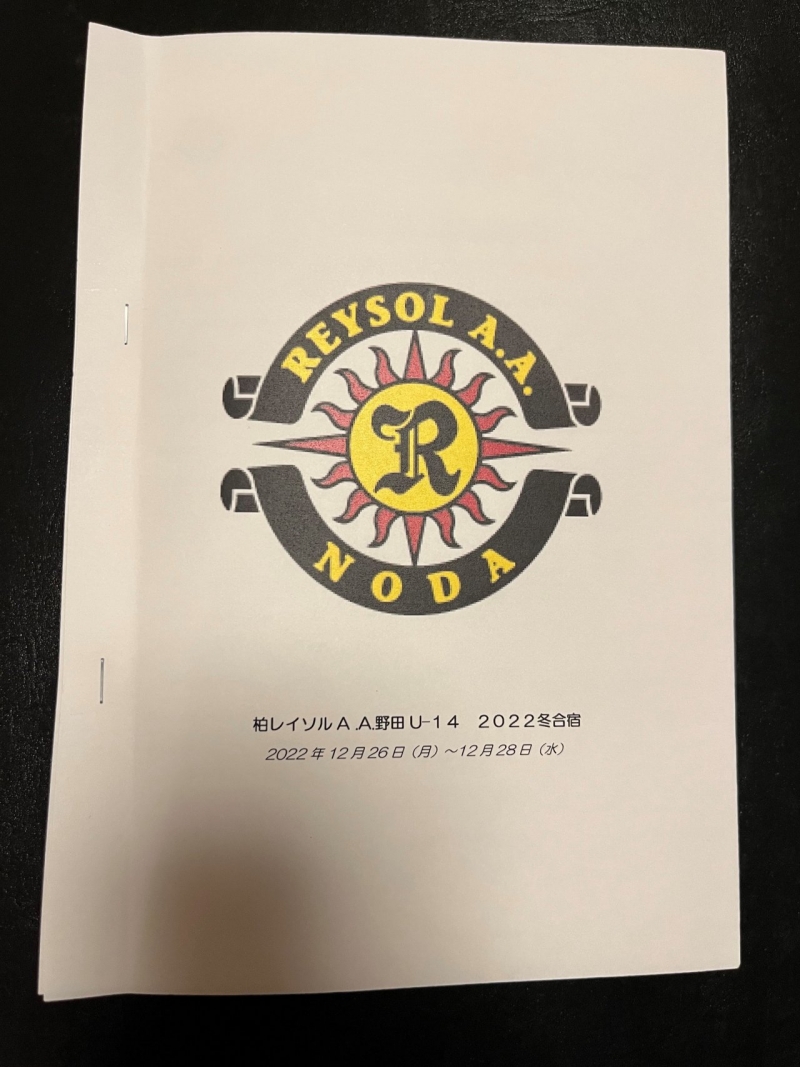 REYSOL A.A.
R
NODA
柏レイソルA.A.野田U-14　2022冬合宿
2022年12月26日（月）～12月28日（水）